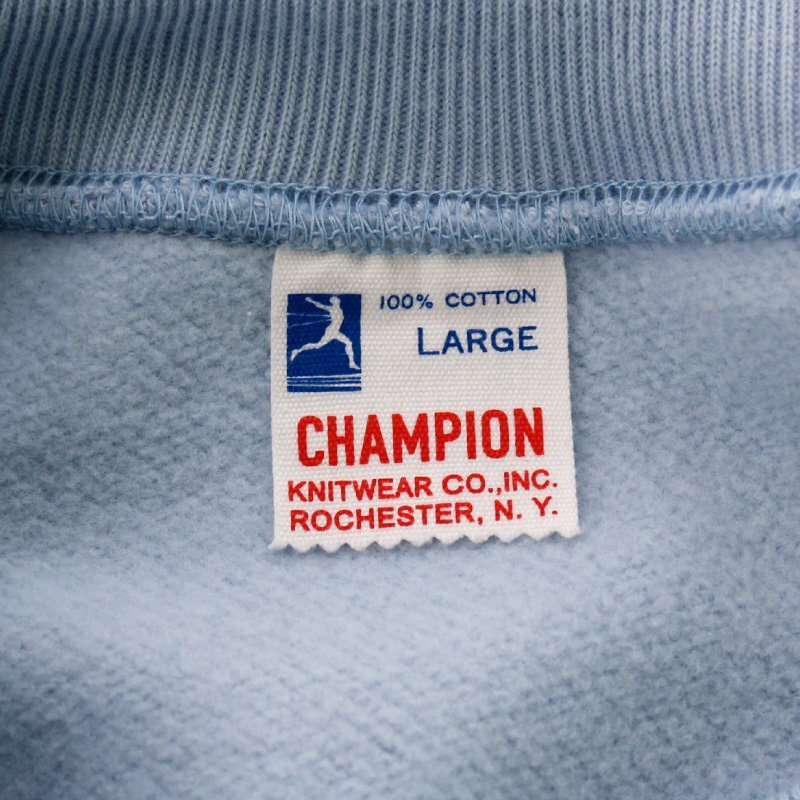 100% COTTON
LARGE
CHAMPION
KNITWEAR CO.,INC.
ROCHESTER, N. Y.